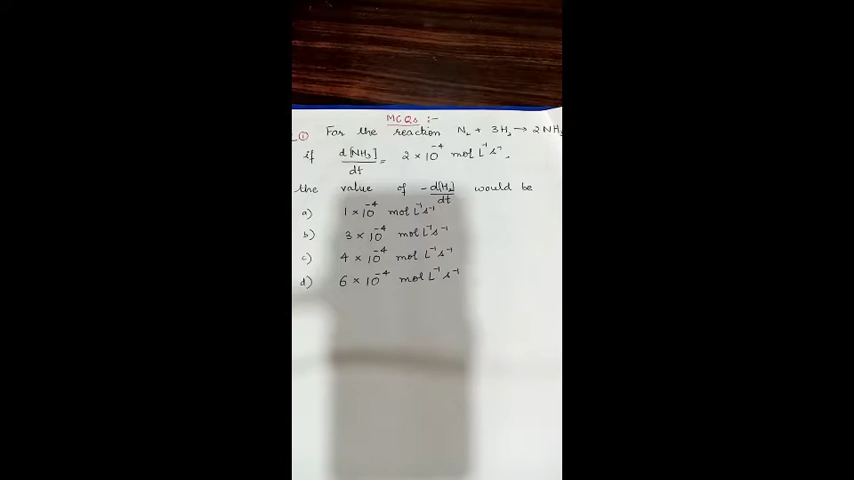 MCQs :-
① For the reaction N₂ + 3H₂ → 2NH₃
if d[NH₃]/dt = 2 × 10⁻⁴ mol L⁻¹ s⁻¹,
the value of -d[H₂]/dt would be
a) 1 × 10⁻⁴ mol L⁻¹ s⁻¹
b) 3 × 10⁻⁴ mol L⁻¹ s⁻¹
c) 4 × 10⁻⁴ mol L⁻¹ s⁻¹
d) 6 × 10⁻⁴ mol L⁻¹ s⁻¹